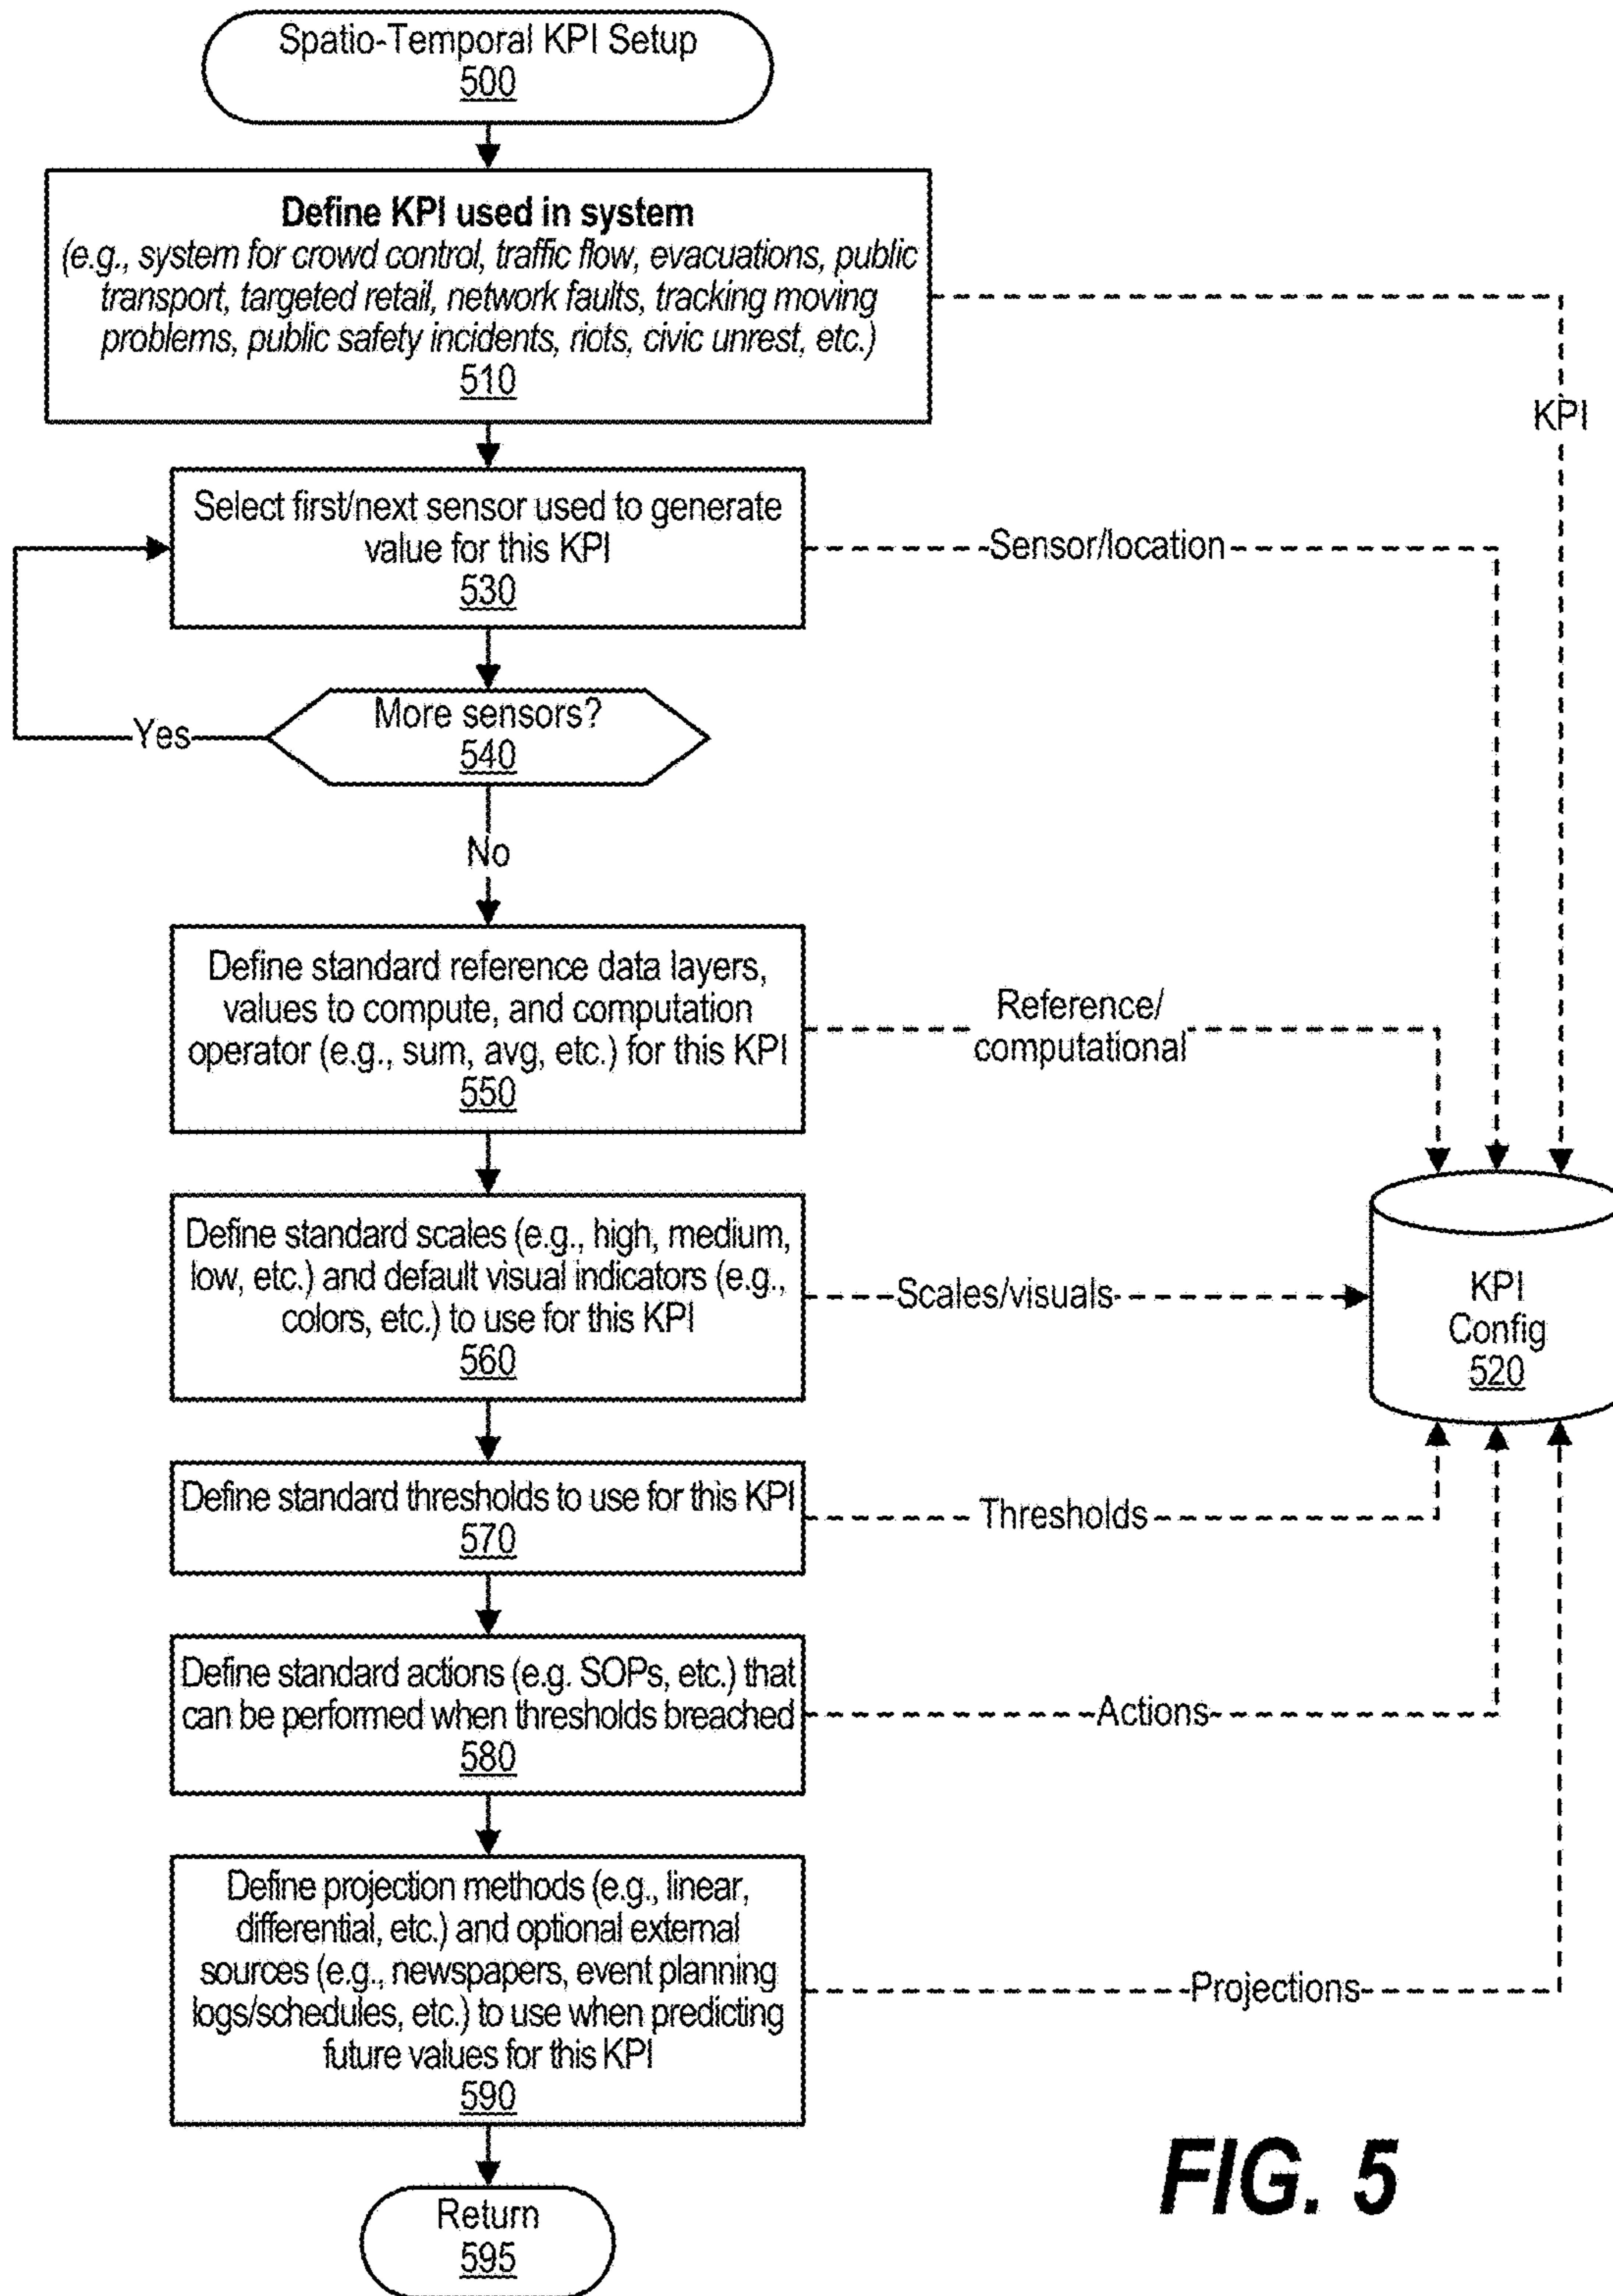 Spatio-Temporal KPI Setup
500
Define KPI used in system
(e.g., system for crowd control, traffic flow, evacuations, public
transport, targeted retail, network faults, tracking moving
problems, public safety incidents, riots, civic unrest, etc.)
510
KPI
Select first/next sensor used to generate
value for this KPI
530
Sensor/location
More sensors?
540
Yes
No
Define standard reference data layers,
values to compute, and computation
operator (e.g., sum, avg, etc.) for this KPI
550
Reference/
computational
Define standard scales (e.g., high, medium,
low, etc.) and default visual indicators (e.g.,
colors, etc.) to use for this KPI
560
Scales/visuals
KPI
Config
520
Define standard thresholds to use for this KPI
570
Thresholds
Define standard actions (e.g. SOPs, etc.) that
can be performed when thresholds breached
580
Actions
Define projection methods (e.g., linear,
differential, etc.) and optional external
sources (e.g., newspapers, event planning
logs/schedules, etc.) to use when predicting
future values for this KPI
590
Projections
Return
595
FIG. 5